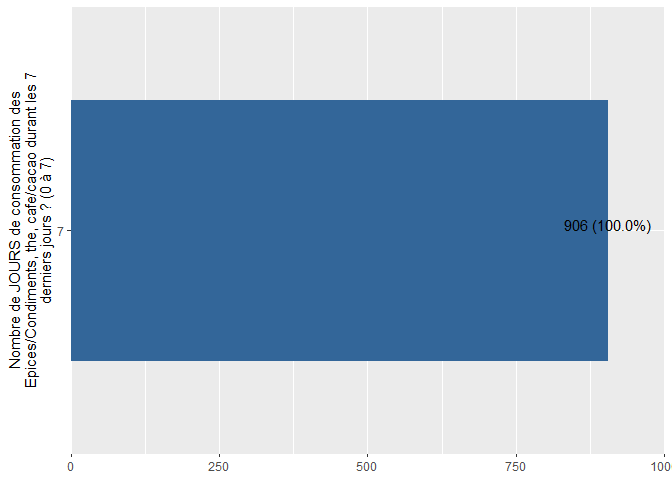 Nombre de JOURS de consommation des
Epices/Condiments, the, cafe/cacao durant les 7
derniers jours ? (0 à 7)
7
906 (100.0%)
0
250
500
750
100